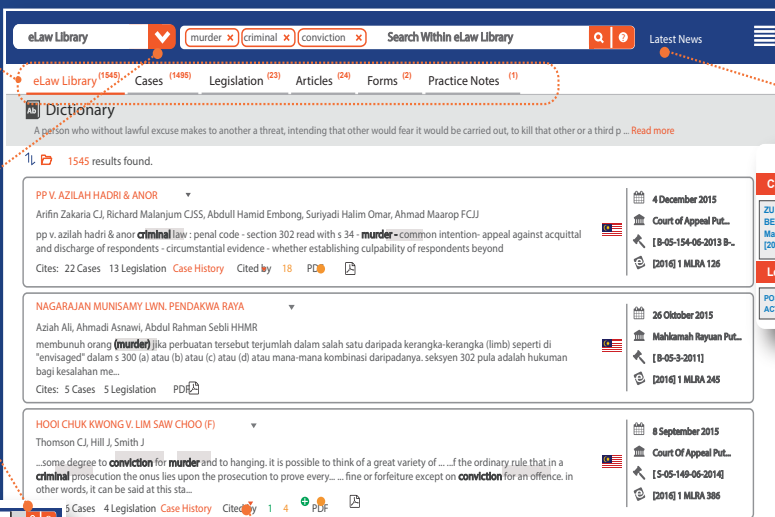 eLaw Library murder x criminal x conviction x Search Within eLaw Library Latest News
eLaw Library (1545) Cases (1495) Legislation (23) Articles (24) Forms (2) Practice Notes (1)
Ab Dictionary
A person who without lawful excuse makes to another a threat, intending that other would fear it would be carried out, to kill that other or a third p ... Read more
1545 results found.
PP V. AZILAH HADRI & ANOR
Arifin Zakaria CJ, Richard Malanjum CJSS, Abdull Hamid Embong, Suriyadi Halim Omar, Ahmad Maarop FCJJ
pp v. azilah hadri & anor criminal law : penal code - section 302 read with s 34 - murder - common intention- appeal against acquittal
and discharge of respondents - circumstantial evidence - whether establishing culpability of respondents beyond
Cites: 22 Cases 13 Legislation Case History Cited by 18 PDF
4 December 2015
Court of Appeal Put...
[ B-05-154-06-2013 B-..
[2016] 1 MLRA 126
NAGARAJAN MUNISAMY LWN. PENDAKWA RAYA
Aziah Ali, Ahmadi Asnawi, Abdul Rahman Sebli HHMR
membunuh orang (murder) jika perbuatan tersebut terjumlah dalam salah satu daripada kerangka-kerangka (limb) seperti di
"envisaged" dalam s 300 (a) atau (b) atau (c) atau (d) atau mana-mana kombinasi daripadanya. seksyen 302 pula adalah hukuman
bagi kesalahan me...
Cites: 5 Cases 5 Legislation PDF
26 Oktober 2015
Mahkamah Rayuan Put...
[ B-05-3-2011]
[2016] 1 MLRA 245
HOOI CHUK KWONG V. LIM SAW CHOO (F)
Thomson CJ, Hill J, Smith J
...some degree to conviction for murder and to hanging. it is possible to think of a great variety of ... ...f the ordinary rule that in a
criminal prosecution the onus lies upon the prosecution to prove every... ... fine or forfeiture except on conviction for an offence. in
other words, it can be said at this sta...
6 Cases 4 Legislation Case History Cited by 1 4 PDF
8 September 2015
Court Of Appeal Put...
[ S-05-149-06-2014]
[2016] 1 MLRA 386
C
ZU
BE
Ma
[20
Le
PO
AC